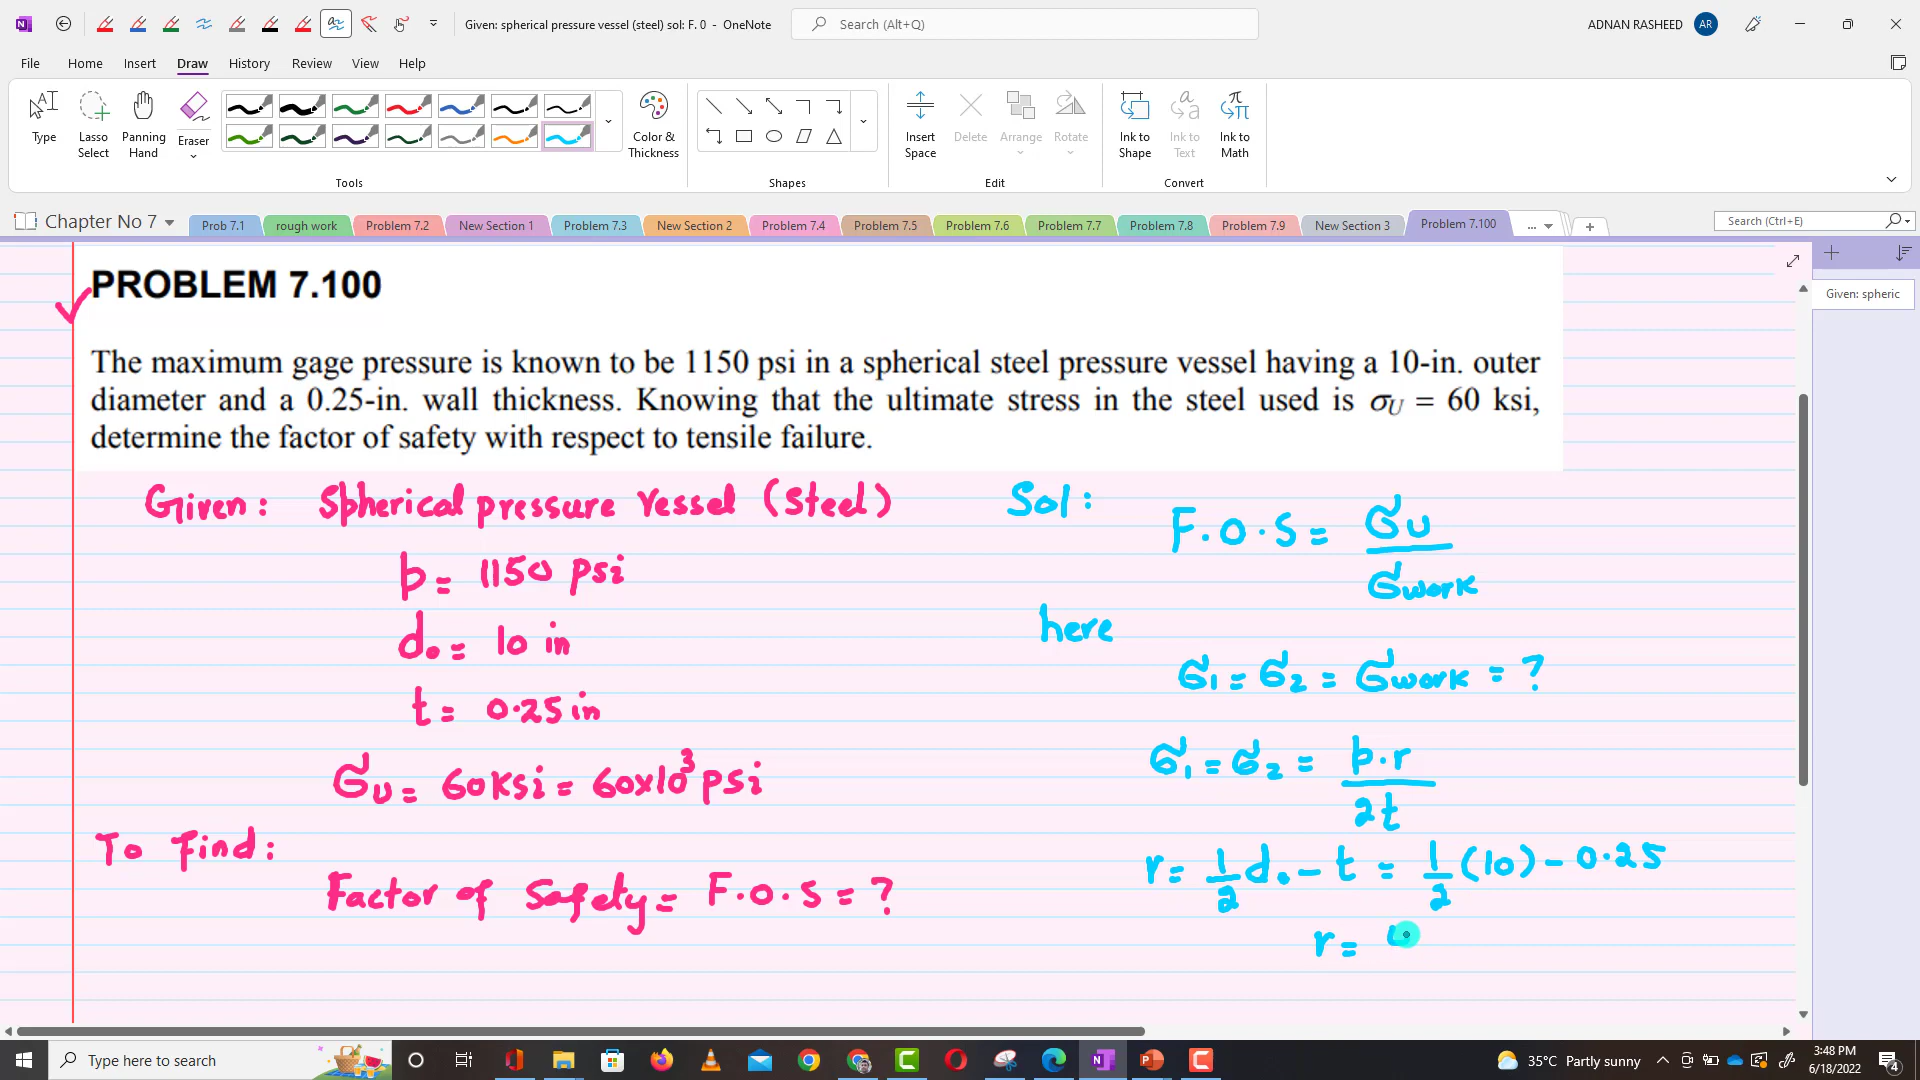 Given: spherical pressure vessel (steel) sol: F. 0 - OneNote
Search (Alt+Q)
ADNAN RASHEED
AR
File Home Insert Draw History Review View Help
Type
Lasso Select
Panning Hand
Eraser
Color & Thickness
Insert Space
Delete
Arrange
Rotate
Ink to Shape
Ink to Text
Ink to Math
Tools
Shapes
Edit
Convert
Chapter No 7
Prob 7.1 rough work Problem 7.2 New Section 1 Problem 7.3 New Section 2 Problem 7.4 Problem 7.5 Problem 7.6 Problem 7.7 Problem 7.8 Problem 7.9 New Section 3 Problem 7.100 ...
Search (Ctrl+E)
Given: spheric
PROBLEM 7.100
The maximum gage pressure is known to be 1150 psi in a spherical steel pressure vessel having a 10-in. outer
diameter and a 0.25-in. wall thickness. Knowing that the ultimate stress in the steel used is σU = 60 ksi,
determine the factor of safety with respect to tensile failure.
Given: Spherical pressure vessel (Steel)
p = 1150 psi
do = 10 in
t = 0.25 in
σU = 60 ksi = 60x10³ psi
To Find:
Factor of Safety = F.O.S = ?
Sol:
F.O.S = σU / σwork
here
σ1 = σ2 = σwork = ?
σ1 = σ2 = p.r / 2t
r = 1/2 do - t = 1/2 (10) - 0.25
r =
Type here to search
35°C Partly sunny
3:48 PM
6/18/2022
4